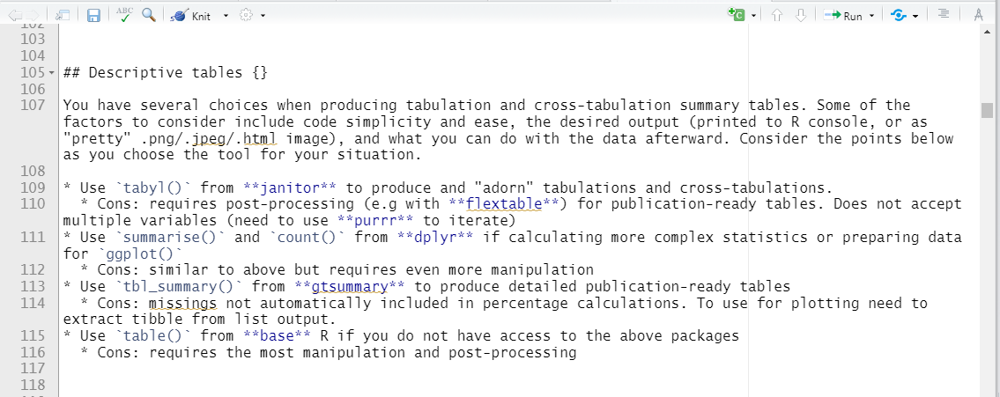 ABC
Knit
Run
102
103
104
105 ## Descriptive tables {}
106
107 You have several choices when producing tabulation and cross-tabulation summary tables. Some of the
factors to consider include code simplicity and ease, the desired output (printed to R console, or as
"pretty" .png/.jpeg/.html image), and what you can do with the data afterward. Consider the points below
as you choose the tool for your situation.
108
109 * Use `tabyl()` from **janitor** to produce and "adorn" tabulations and cross-tabulations.
110   * Cons: requires post-processing (e.g with **flextable**) for publication-ready tables. Does not accept
multiple variables (need to use **purrr** to iterate)
111 * Use `summarise()` and `count()` from **dplyr** if calculating more complex statistics or preparing data
for `ggplot()`
112   * Cons: similar to above but requires even more manipulation
113 * Use `tbl_summary()` from **gtsummary** to produce detailed publication-ready tables
114   * Cons: missings not automatically included in percentage calculations. To use for plotting need to
extract tibble from list output.
115 * Use `table()` from **base** R if you do not have access to the above packages
116   * Cons: requires the most manipulation and post-processing
117
118